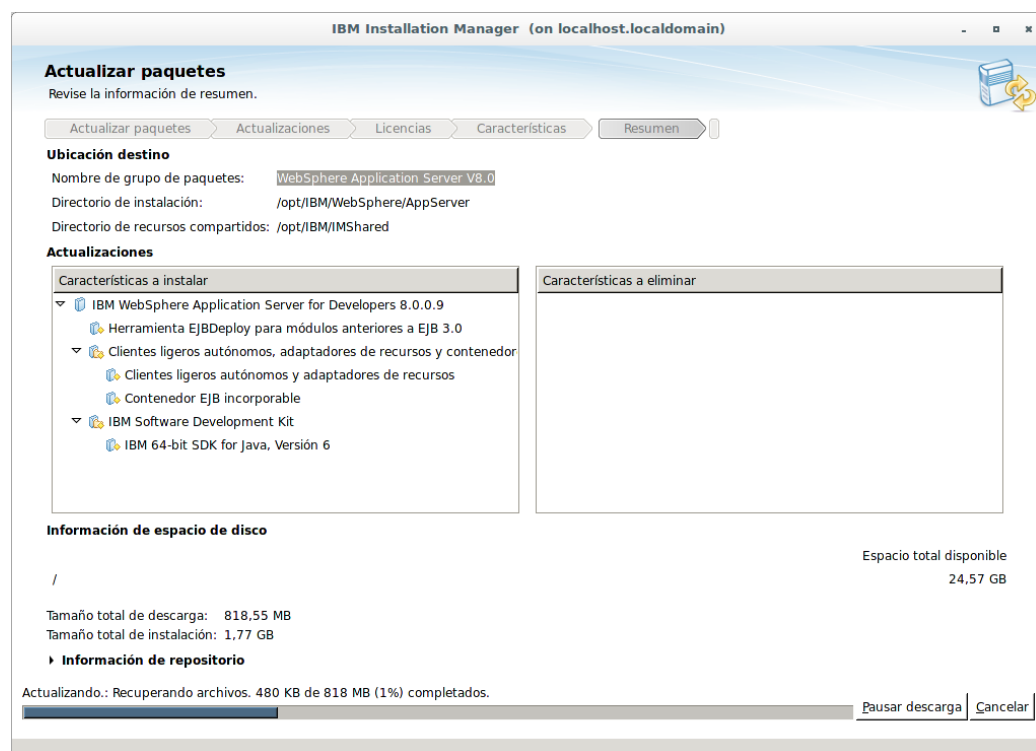 IBM Installation Manager (on localhost.localdomain)
Actualizar paquetes
Revise la información de resumen.
Actualizar paquetes Actualizaciones Licencias Características Resumen
Ubicación destino
Nombre de grupo de paquetes: WebSphere Application Server V8.0
Directorio de instalación: /opt/IBM/WebSphere/AppServer
Directorio de recursos compartidos: /opt/IBM/IMShared
Actualizaciones
Características a instalar Características a eliminar
IBM WebSphere Application Server for Developers 8.0.0.9
Herramienta EJBDeploy para módulos anteriores a EJB 3.0
Clientes ligeros autónomos, adaptadores de recursos y contenedor
Clientes ligeros autónomos y adaptadores de recursos
Contenedor EJB incorporable
IBM Software Development Kit
IBM 64-bit SDK for Java, Versión 6
Información de espacio de disco
Espacio total disponible
/ 24,57 GB
Tamaño total de descarga: 818,55 MB
Tamaño total de instalación: 1,77 GB
Información de repositorio
Actualizando.: Recuperando archivos. 480 KB de 818 MB (1%) completados.
Pausar descarga Cancelar